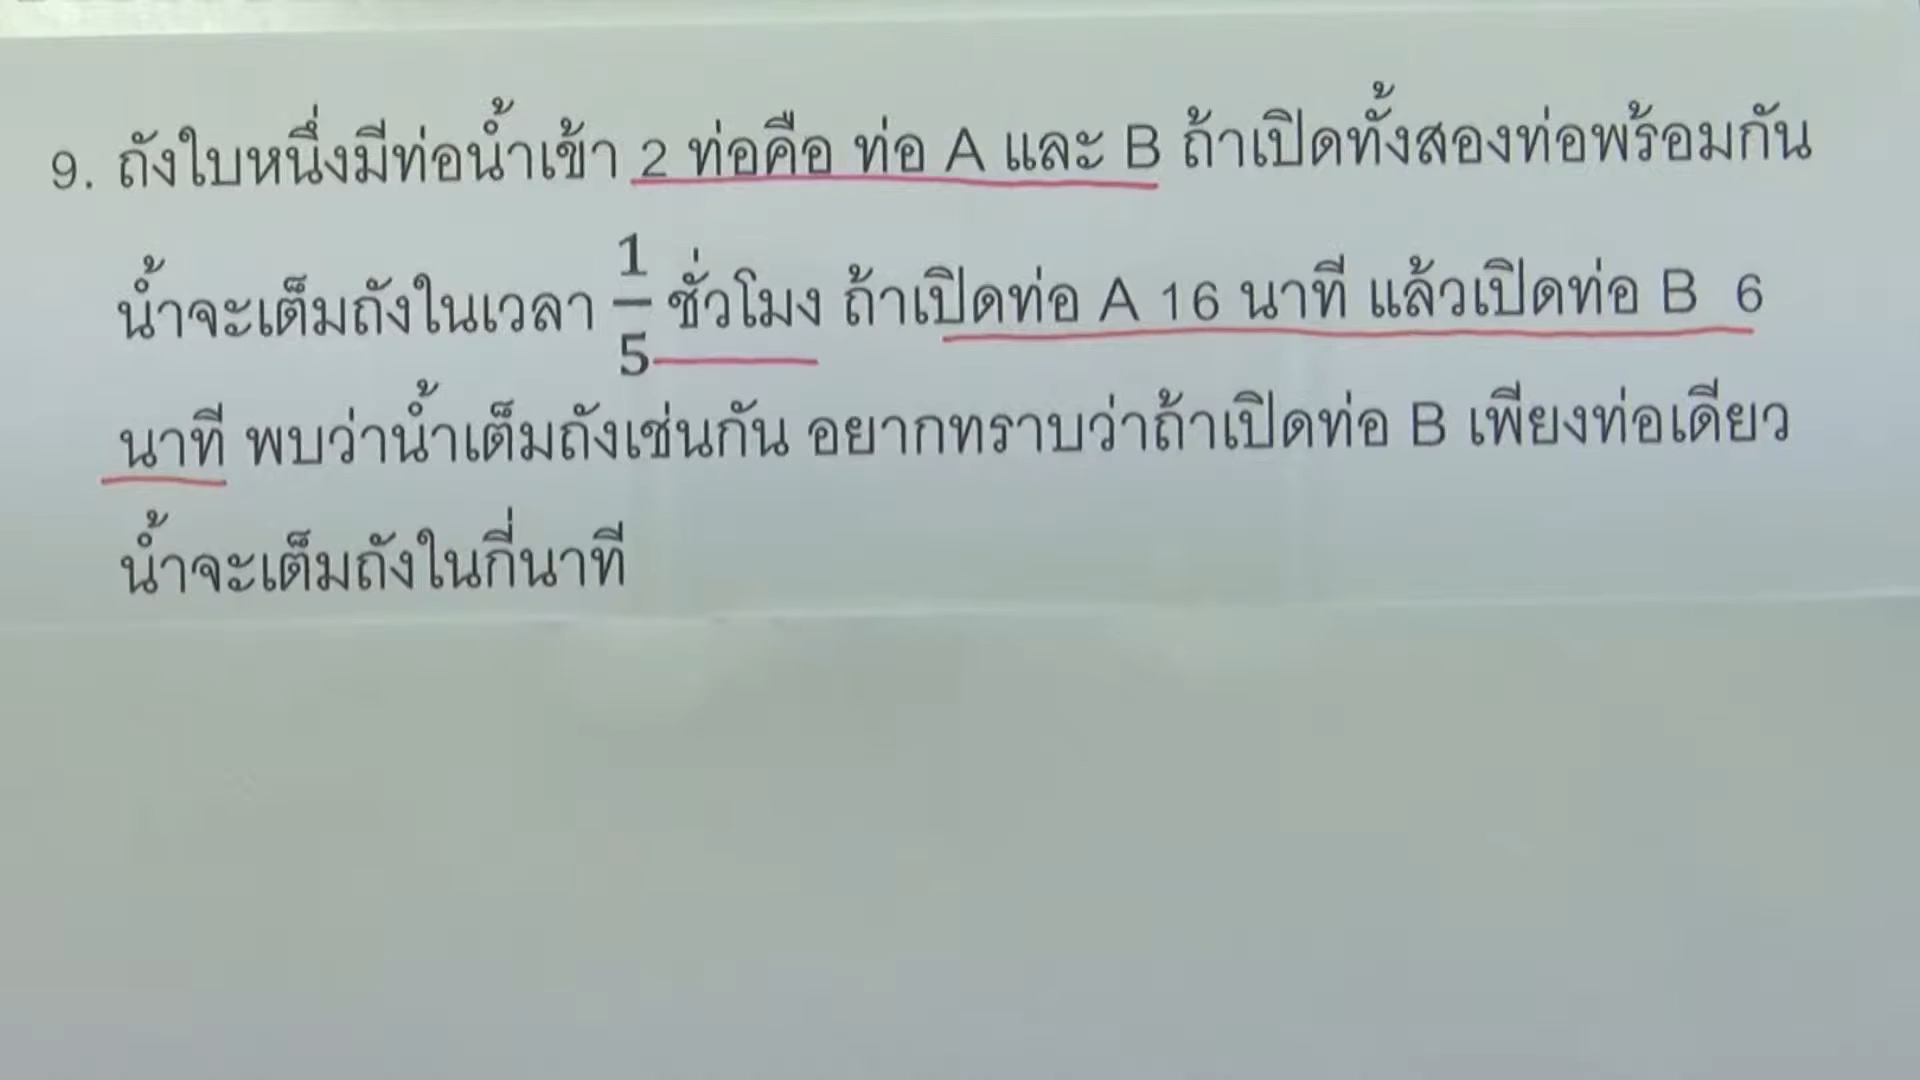 9. ถังใบหนึ่งมีท่อน้ำเข้า 2 ท่อคือ ท่อ A และ B ถ้าเปิดทั้งสองท่อพร้อมกัน
น้ำจะเต็มถังในเวลา 1/5 ชั่วโมง ถ้าเปิดท่อ A 16 นาที แล้วเปิดท่อ B 6
นาที พบว่าน้ำเต็มถังเช่นกัน อยากทราบว่าถ้าเปิดท่อ B เพียงท่อเดียว
น้ำจะเต็มถังในกี่นาที